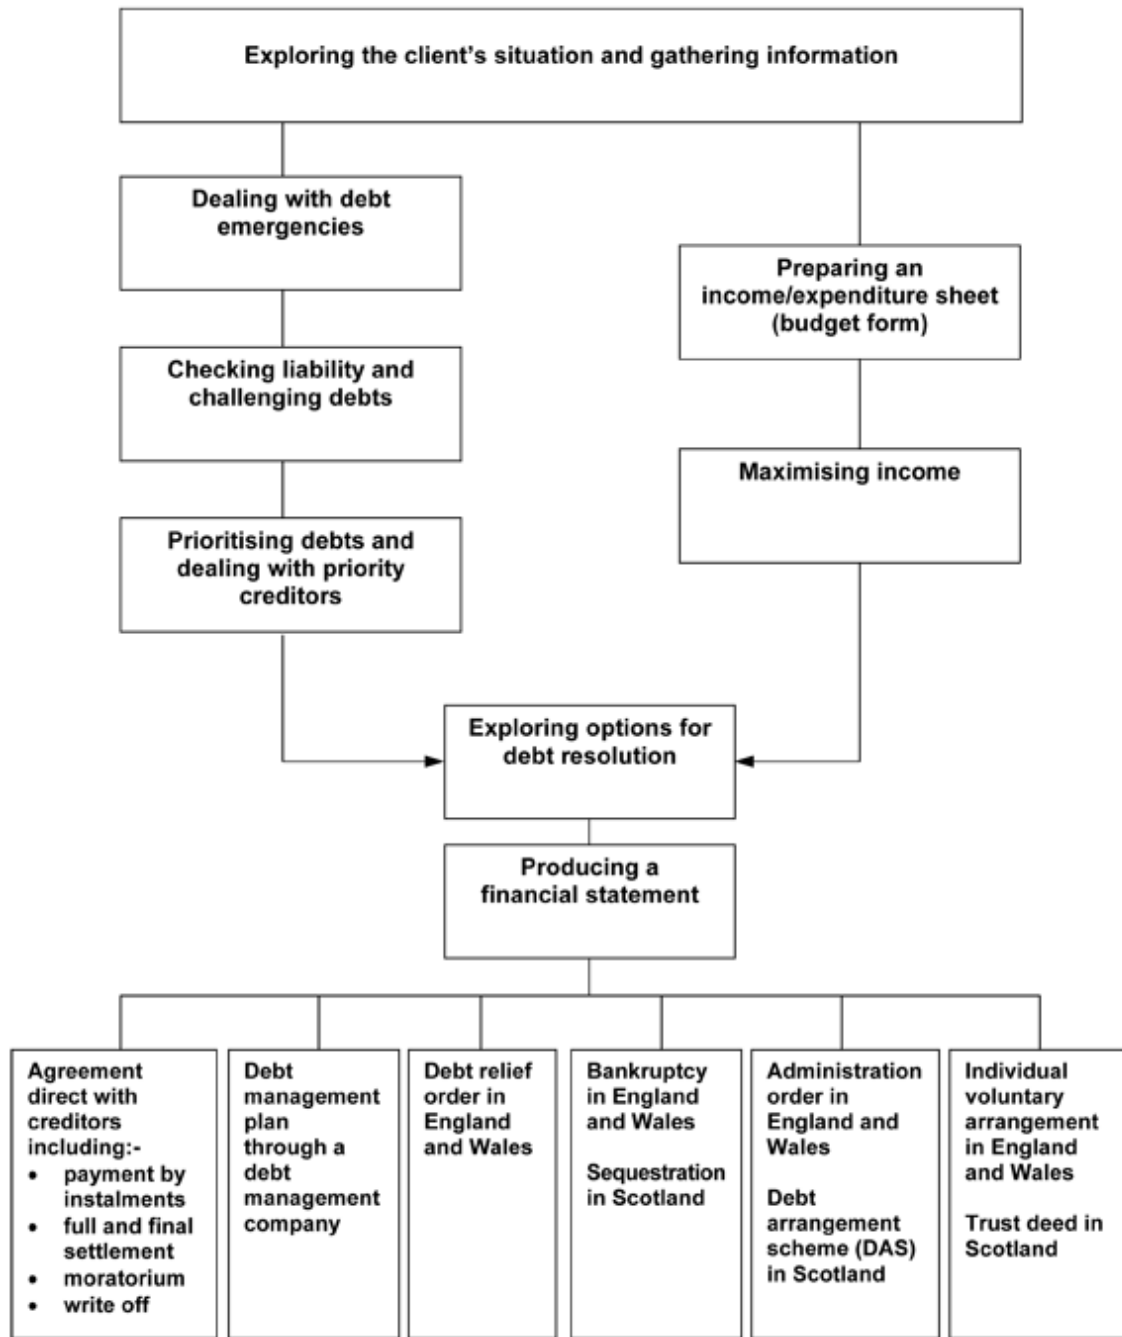 Exploring the client's situation and gathering information
Dealing with debt
emergencies
Preparing an
income/expenditure sheet
(budget form)
Checking liability and
challenging debts
Maximising income
Prioritising debts and
dealing with priority
creditors
Exploring options for
debt resolution
Producing a
financial statement
Agreement
direct with
creditors
including:-
• payment by
instalments
• full and final
settlement
• moratorium
• write off
Debt
management
plan
through a
debt
management
company
Debt relief
order in
England
and Wales
Bankruptcy
in England
and Wales
Sequestration
in Scotland
Administration
order in
England and
Wales
Debt
arrangement
scheme (DAS)
in Scotland
Individual
voluntary
arrangement
in England
and Wales
Trust deed in
Scotland